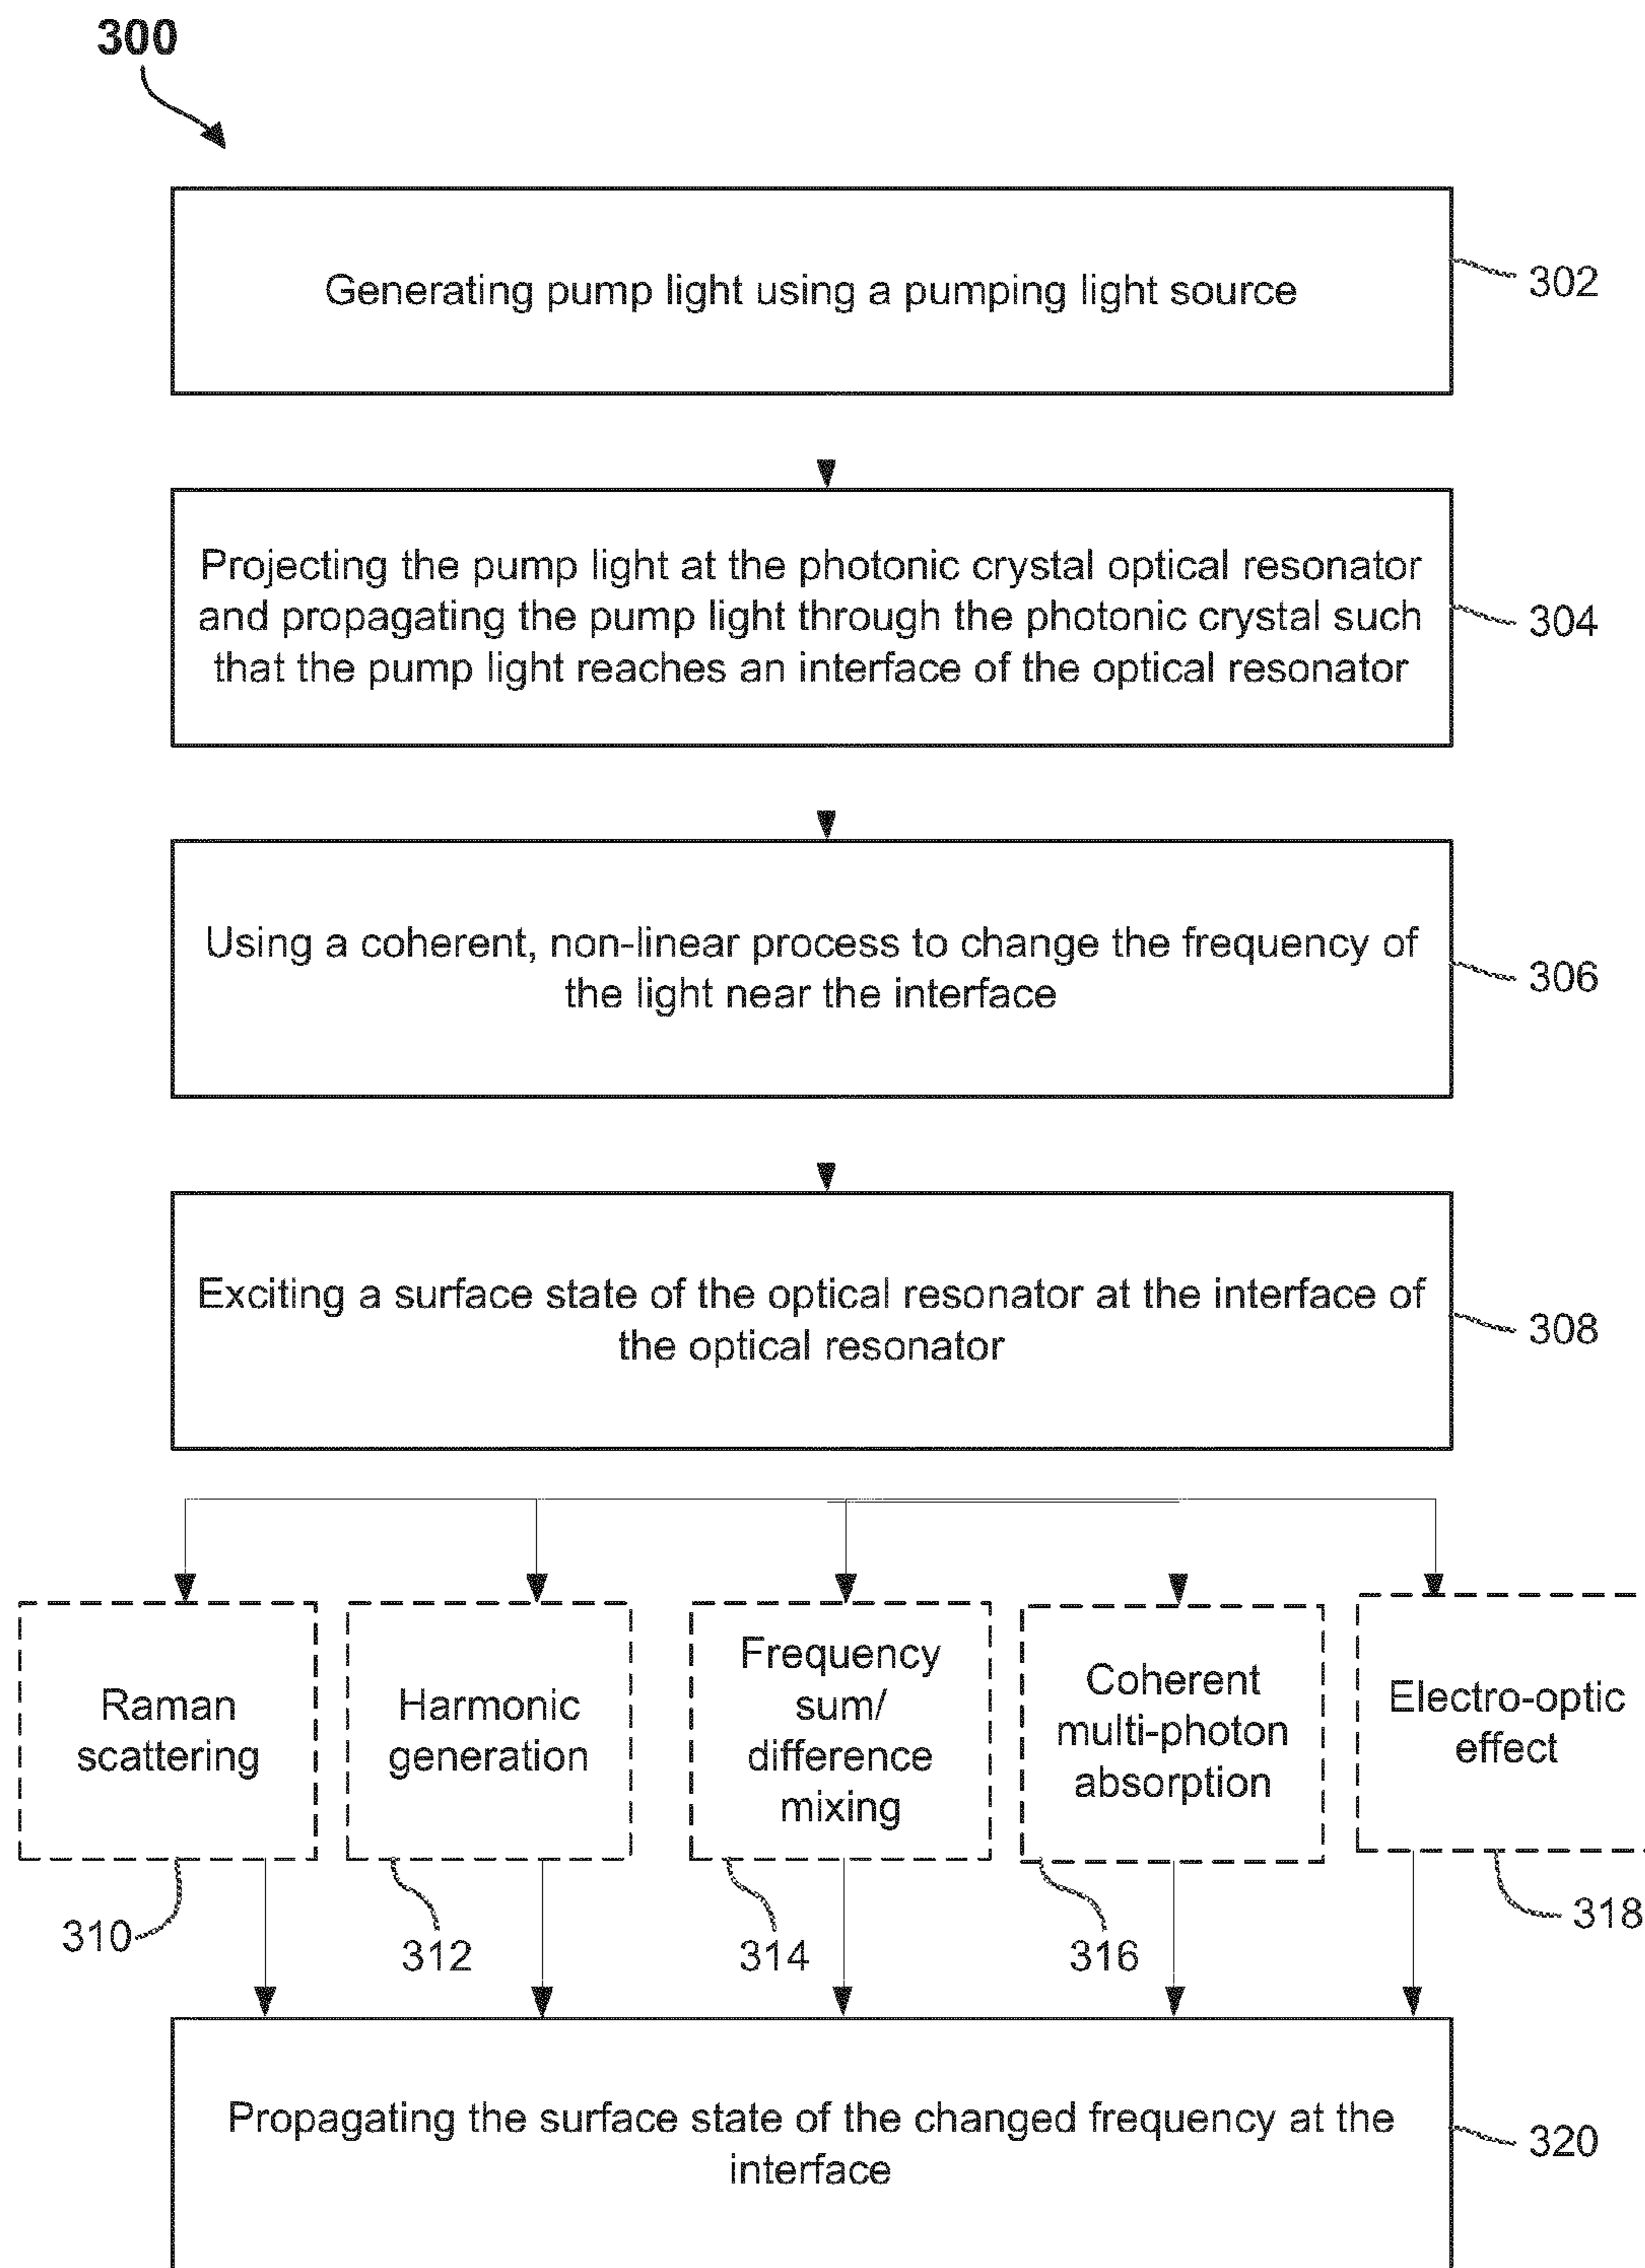 300
Generating pump light using a pumping light source
302
Projecting the pump light at the photonic crystal optical resonator
and propagating the pump light through the photonic crystal such
that the pump light reaches an interface of the optical resonator
304
Using a coherent, non-linear process to change the frequency of
the light near the interface
306
Exciting a surface state of the optical resonator at the interface of
the optical resonator
308
Raman
scattering
Harmonic
generation
Frequency
sum/
difference
mixing
Coherent
multi-photon
absorption
Electro-optic
effect
310
312
314
316
318
Propagating the surface state of the changed frequency at the
interface
320